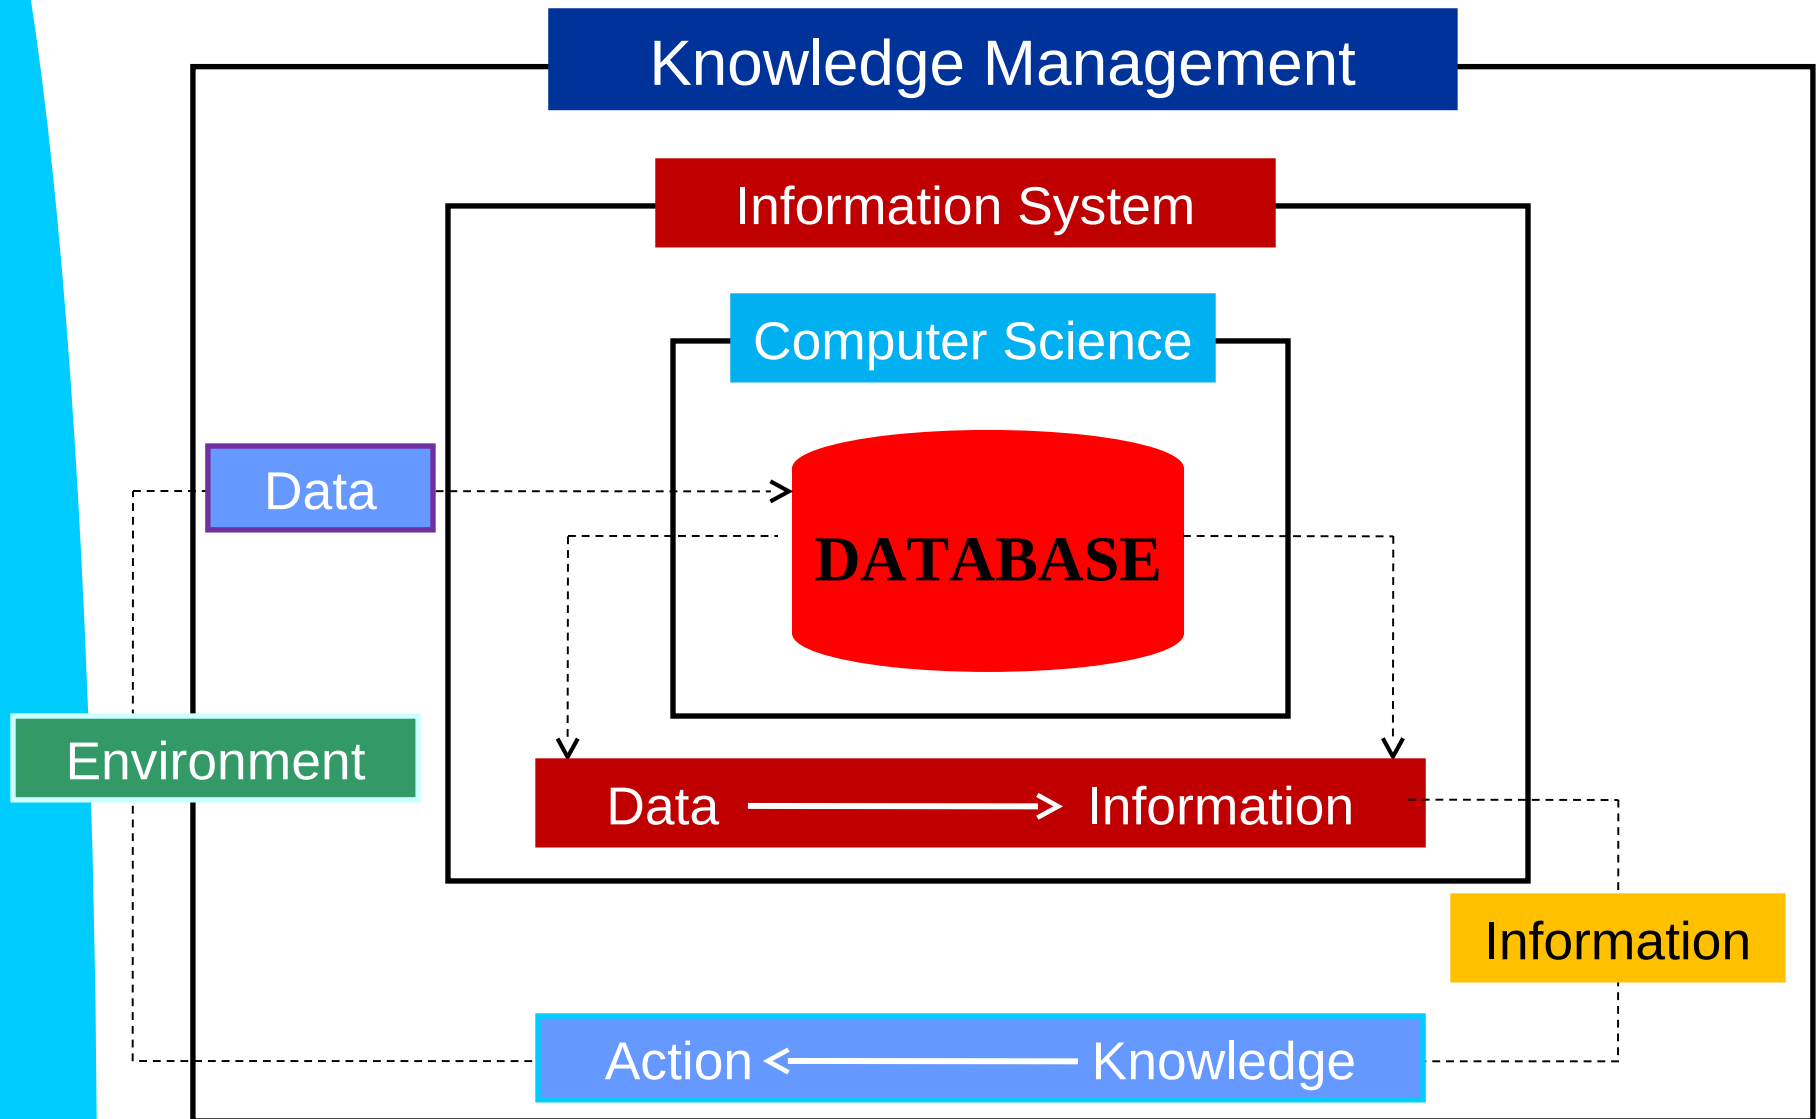 Knowledge Management
Information System
Computer Science
Data
DATABASE
Environment
Data
Information
Information
Action
Knowledge